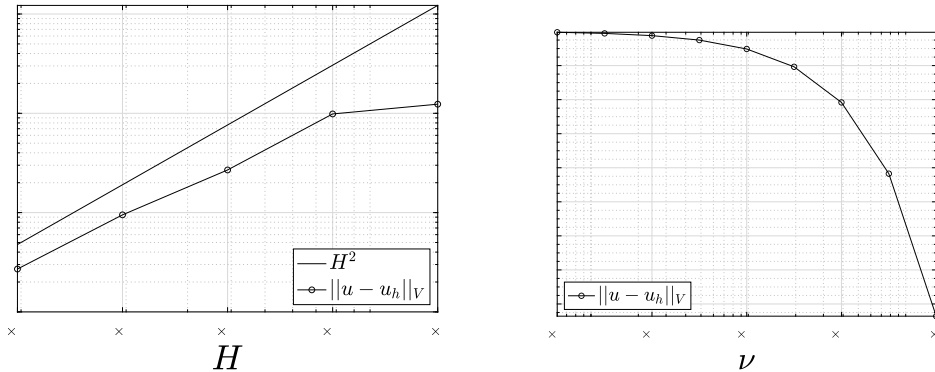 H^2
||u − u_h||_V
× × × × ×
H
||u − u_h||_V
× × × × ×
ν